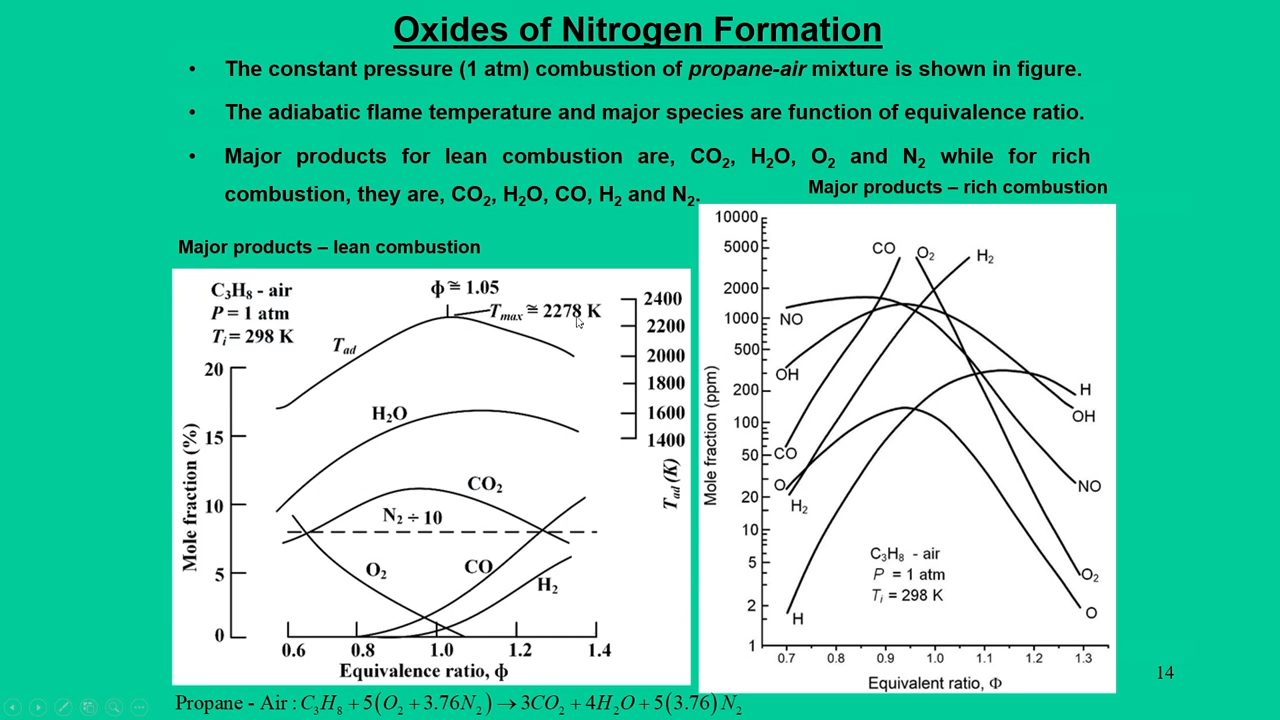 Oxides of Nitrogen Formation
• The constant pressure (1 atm) combustion of propane-air mixture is shown in figure.
• The adiabatic flame temperature and major species are function of equivalence ratio.
• Major products for lean combustion are, CO₂, H₂O, O₂ and N₂ while for rich
combustion, they are, CO₂, H₂O, CO, H₂ and N₂.
Major products – rich combustion
Major products – lean combustion
C₃H₈ - air
P = 1 atm
Tᵢ = 298 K
ϕ ≅ 1.05
Tmax ≅ 2278 K
Tad
H₂O
CO₂
N₂ ÷ 10
O₂
CO
H₂
20
15
10
5
0
Mole fraction (%)
2400
2200
2000
1800
1600
1400
Tad (K)
0.6 0.8 1.0 1.2 1.4
Equivalence ratio, ϕ
10000
5000
2000
1000
500
200
100
50
20
10
5
2
1
Mole fraction (ppm)
CO O₂ H₂
NO
OH
CO
O
H₂
H
H
OH
NO
O₂
O
C₃H₈ - air
P = 1 atm
Tᵢ = 298 K
0.7 0.8 0.9 1.0 1.1 1.2 1.3
Equivalent ratio, Φ
14
Propane - Air : C₃H₈ + 5(O₂ + 3.76N₂) → 3CO₂ + 4H₂O + 5(3.76) N₂